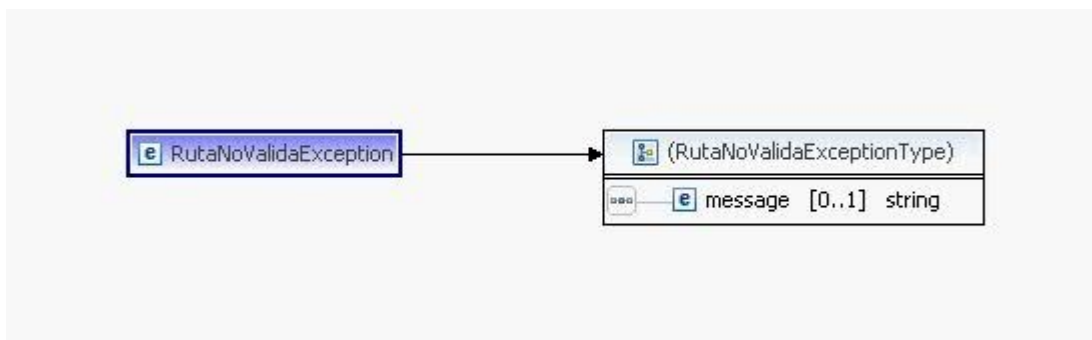 e RutaNoValidaException
(RutaNoValidaExceptionType)
e message [0..1] string